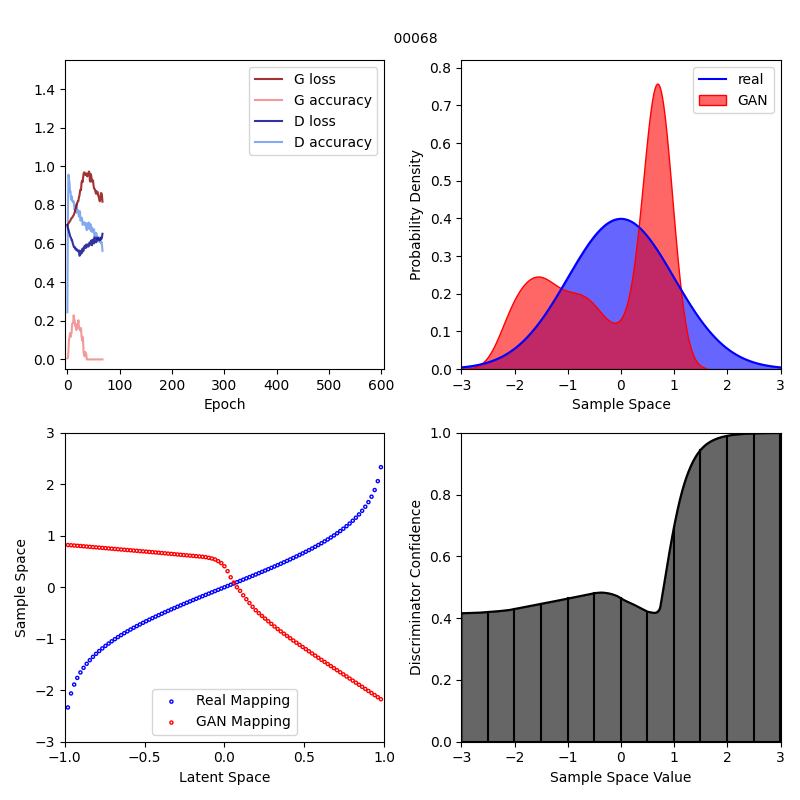 00068
G loss
G accuracy
D loss
D accuracy
1.4
1.2
1.0
0.8
0.6
0.4
0.2
0.0
0 100 200 300 400 500 600
Epoch
real
GAN
Probability Density
0.8
0.7
0.6
0.5
0.4
0.3
0.2
0.1
0.0
−3 −2 −1 0 1 2 3
Sample Space
Sample Space
3
2
1
0
−1
−2
−3
Real Mapping
GAN Mapping
−1.0 −0.5 0.0 0.5 1.0
Latent Space
Discriminator Confidence
1.0
0.8
0.6
0.4
0.2
0.0
−3 −2 −1 0 1 2 3
Sample Space Value